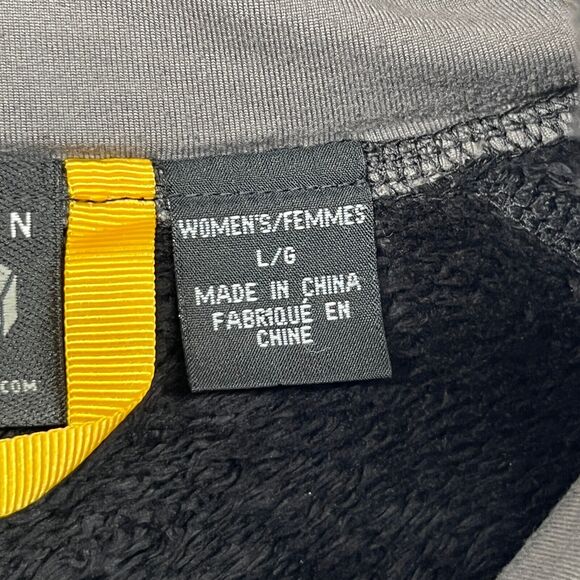 N
WOMEN'S/FEMMES
L/G
MADE IN CHINA
FABRIQUÉ EN
CHINE
.COM